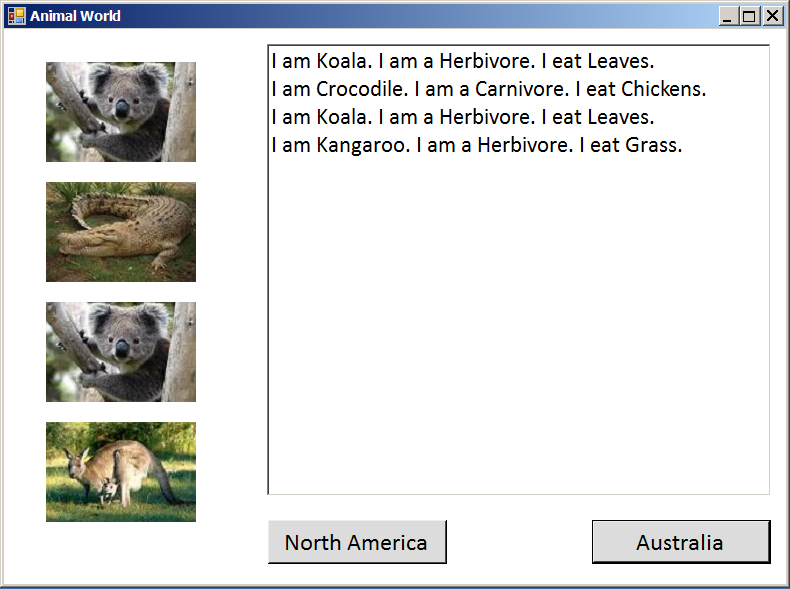 Animal World
I am Koala. I am a Herbivore. I eat Leaves.
I am Crocodile. I am a Carnivore. I eat Chickens.
I am Koala. I am a Herbivore. I eat Leaves.
I am Kangaroo. I am a Herbivore. I eat Grass.
North America
Australia